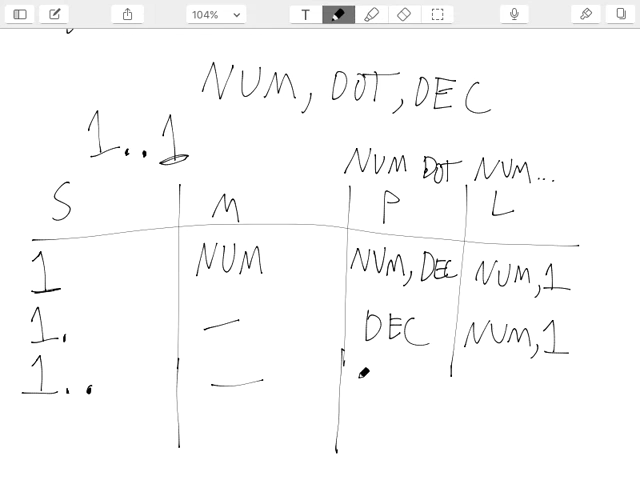 104%
T
NUM, DOT, DEC
1..1
NUM DOT NUM...
S M P L
1 NUM NUM, DEC NUM, 1
1. — DEC NUM, 1
1.. —